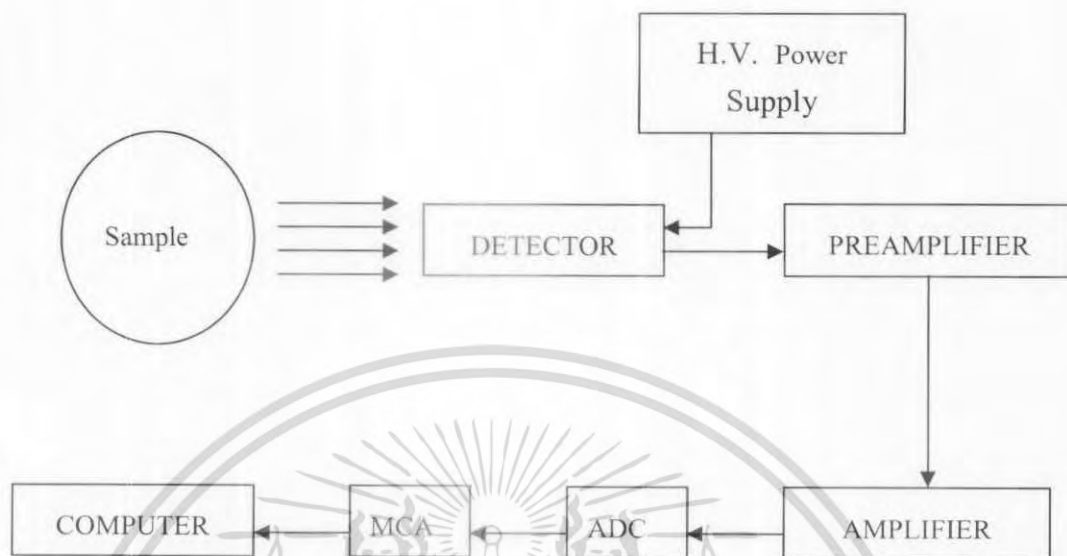 H.V. Power
Supply
Sample
DETECTOR
PREAMPLIFIER
COMPUTER
MCA
ADC
AMPLIFIER